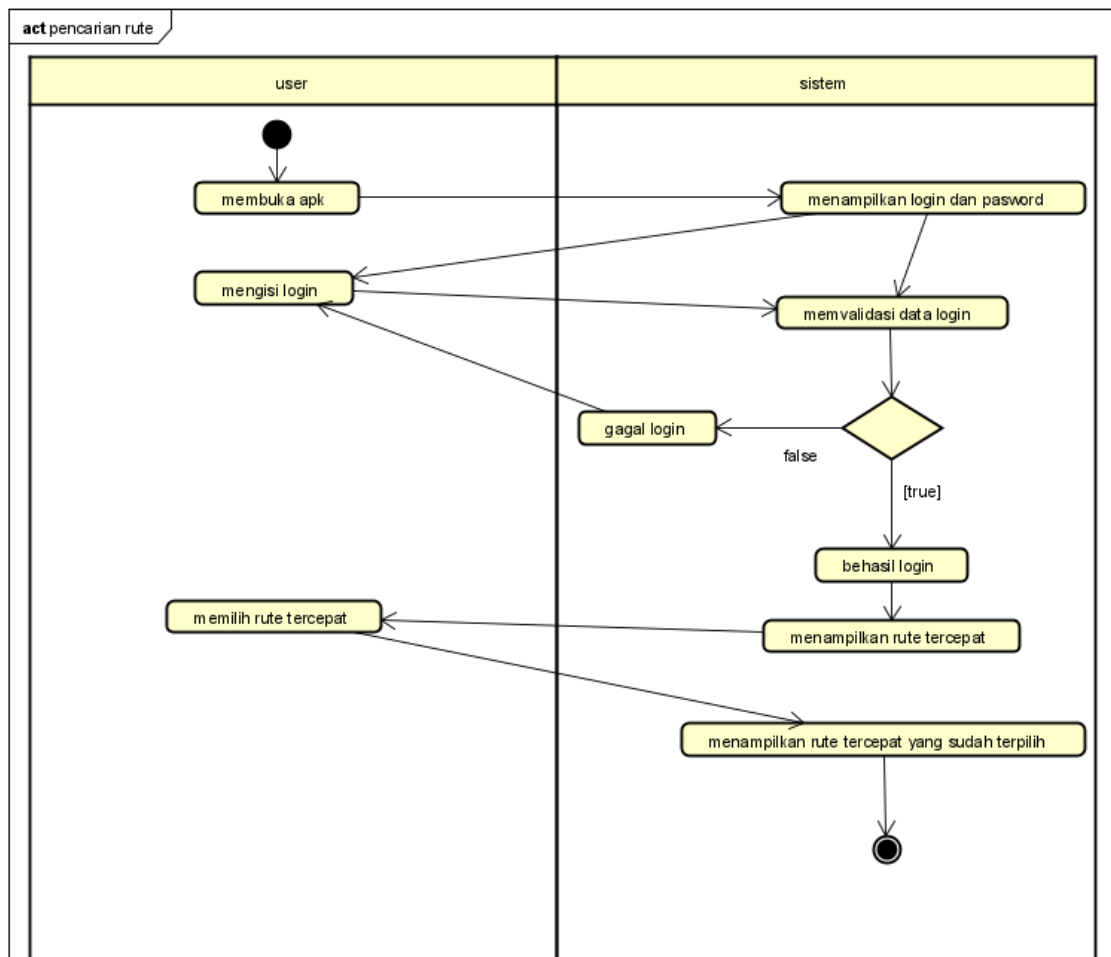 act pencarian rute
user
sistem
membuka apk
menampilkan login dan pasword
mengisi login
memvalidasi data login
gagal login
false
[true]
behasil login
memilih rute tercepat
menampilkan rute tercepat
menampilkan rute tercepat yang sudah terpilih